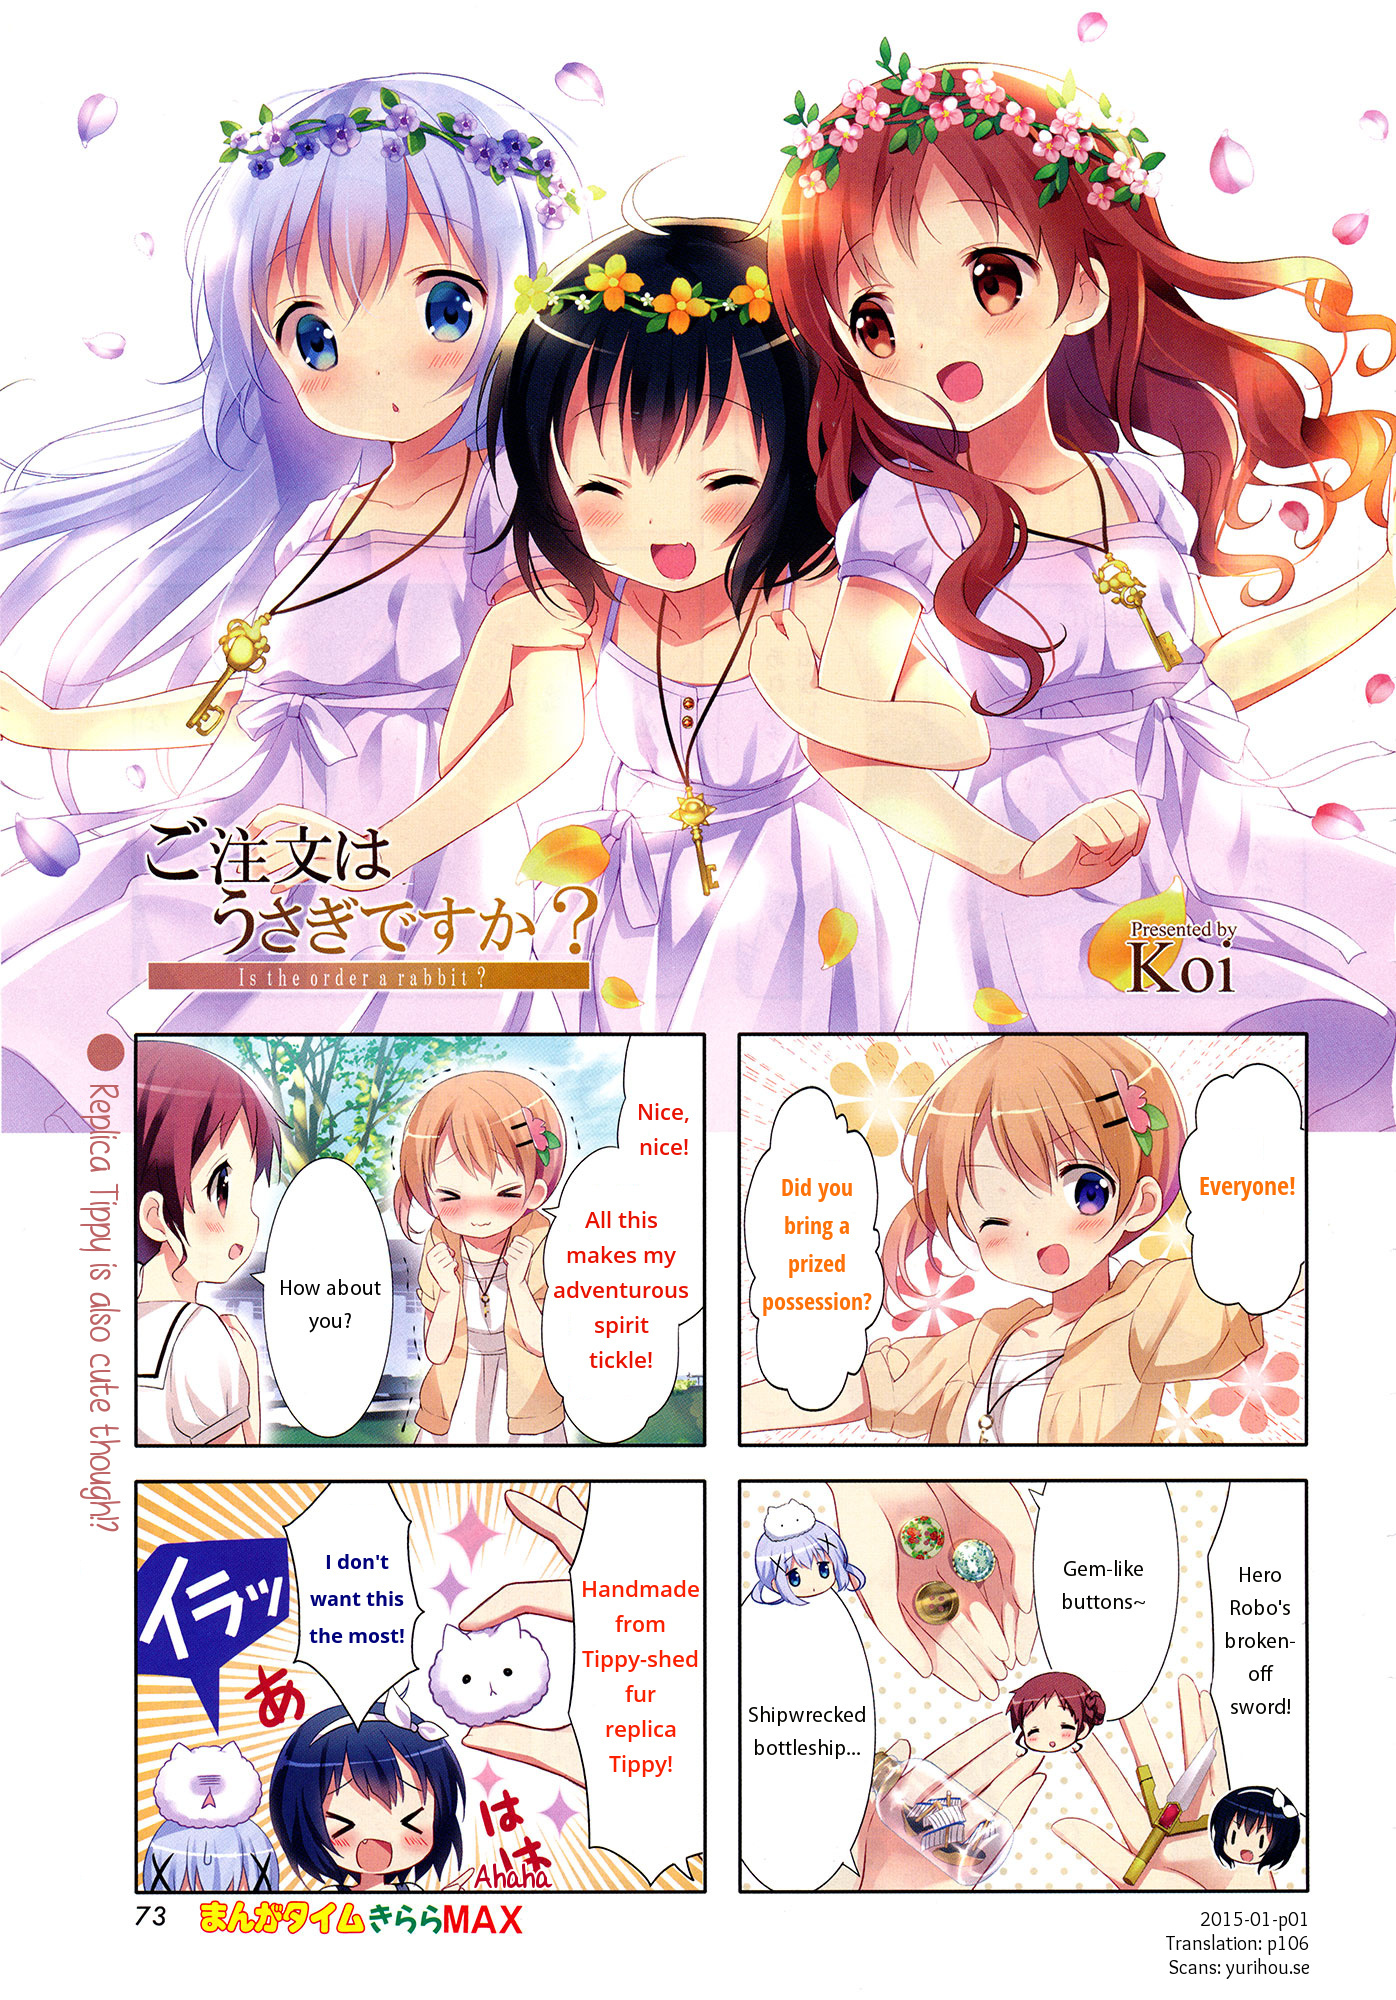 ご注文は
うさぎですか？
Is the order a rabbit?
Presented by
Koi
Replica Tippy is also cute though!?
Everyone!
Did you
bring a
prized
possession?
Hero
Robo's
broken-
off
sword!
Gem-like
buttons~
Shipwrecked
bottleship...
Nice,
nice!
All this
makes my
adventurous
spirit
tickle!
How about
you?
Handmade
from
Tippy-shed
fur
replica
Tippy!
I don't
want this
the most!
イラッ
あ
はは
Ahaha
73
まんがタイムきららMAX
2015-01-p01
Translation: p106
Scans: yurihou.se